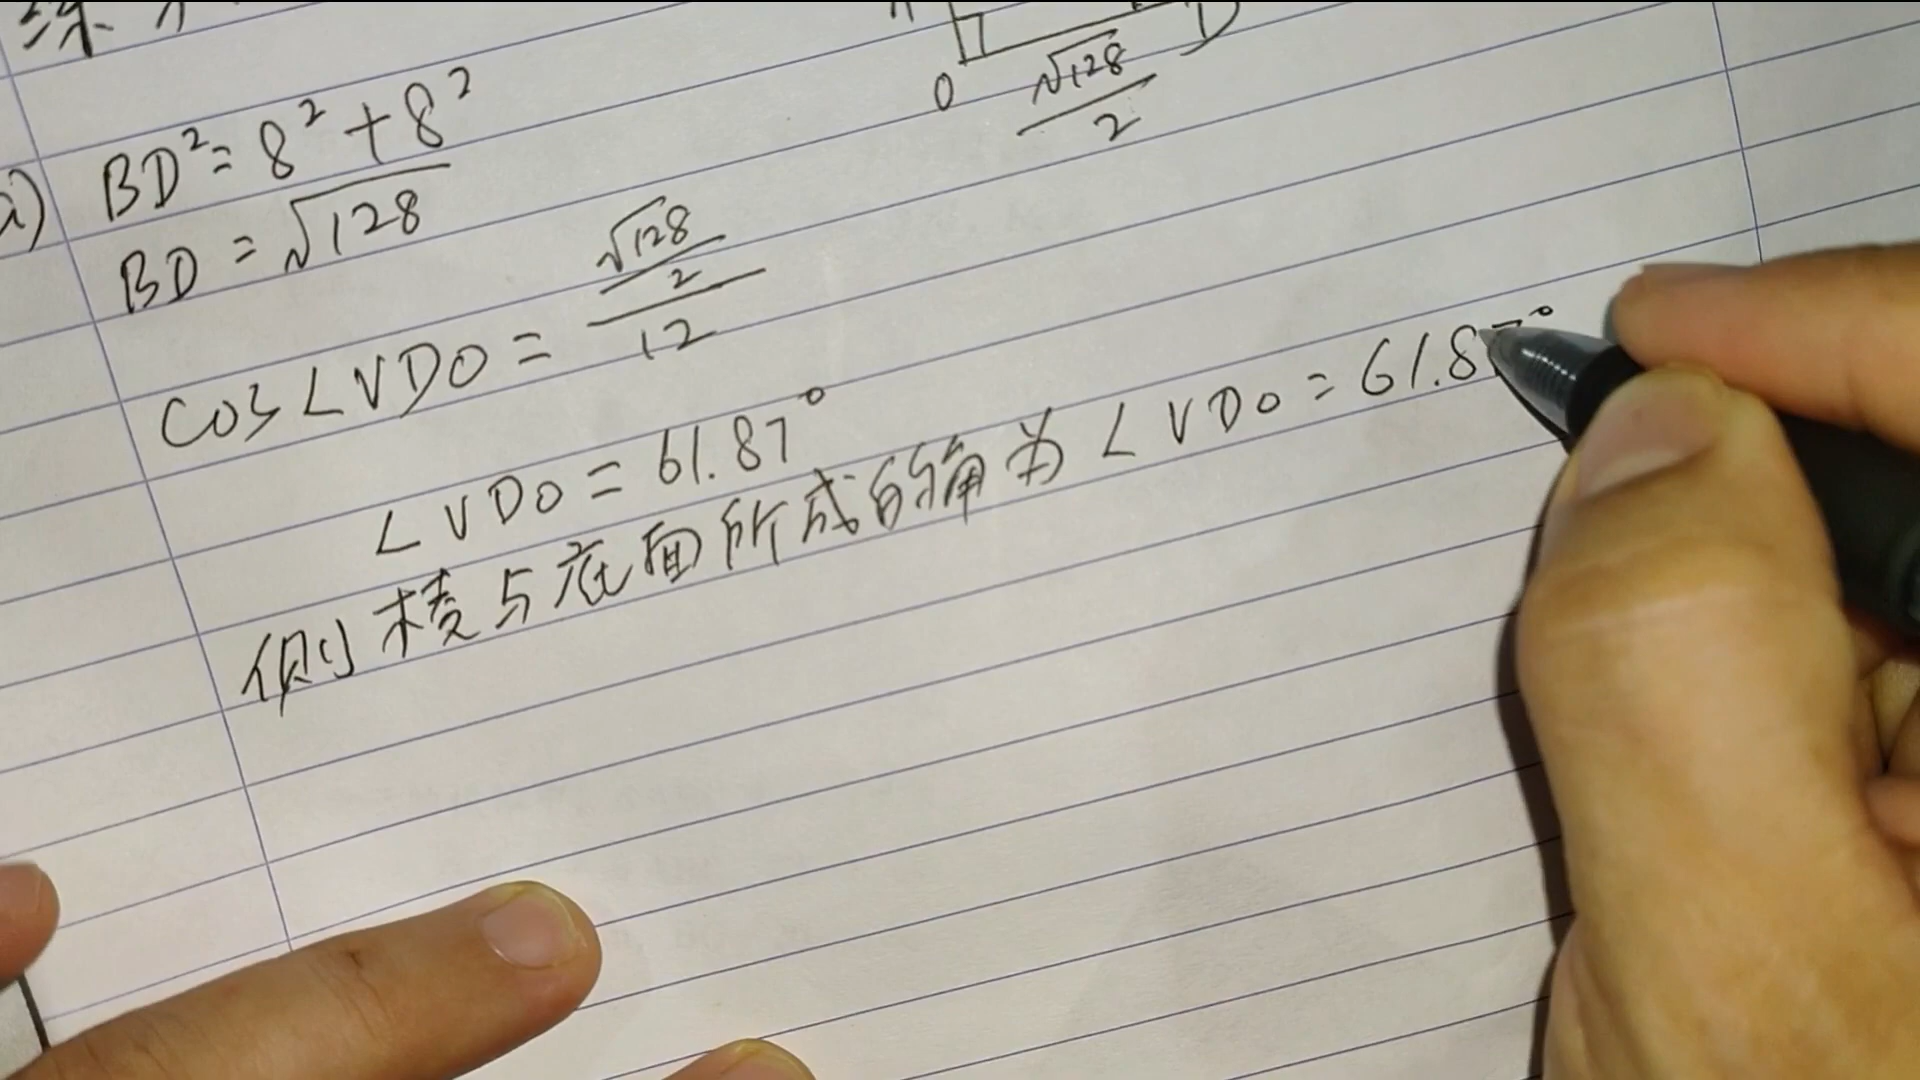 O √128/2 D
a) BD² = 8² + 8²
BD = √128
cos∠VDO = (√128/2)/12
∠VDO = 61.87°
侧棱与底面所成的角为∠VDO = 61.87°